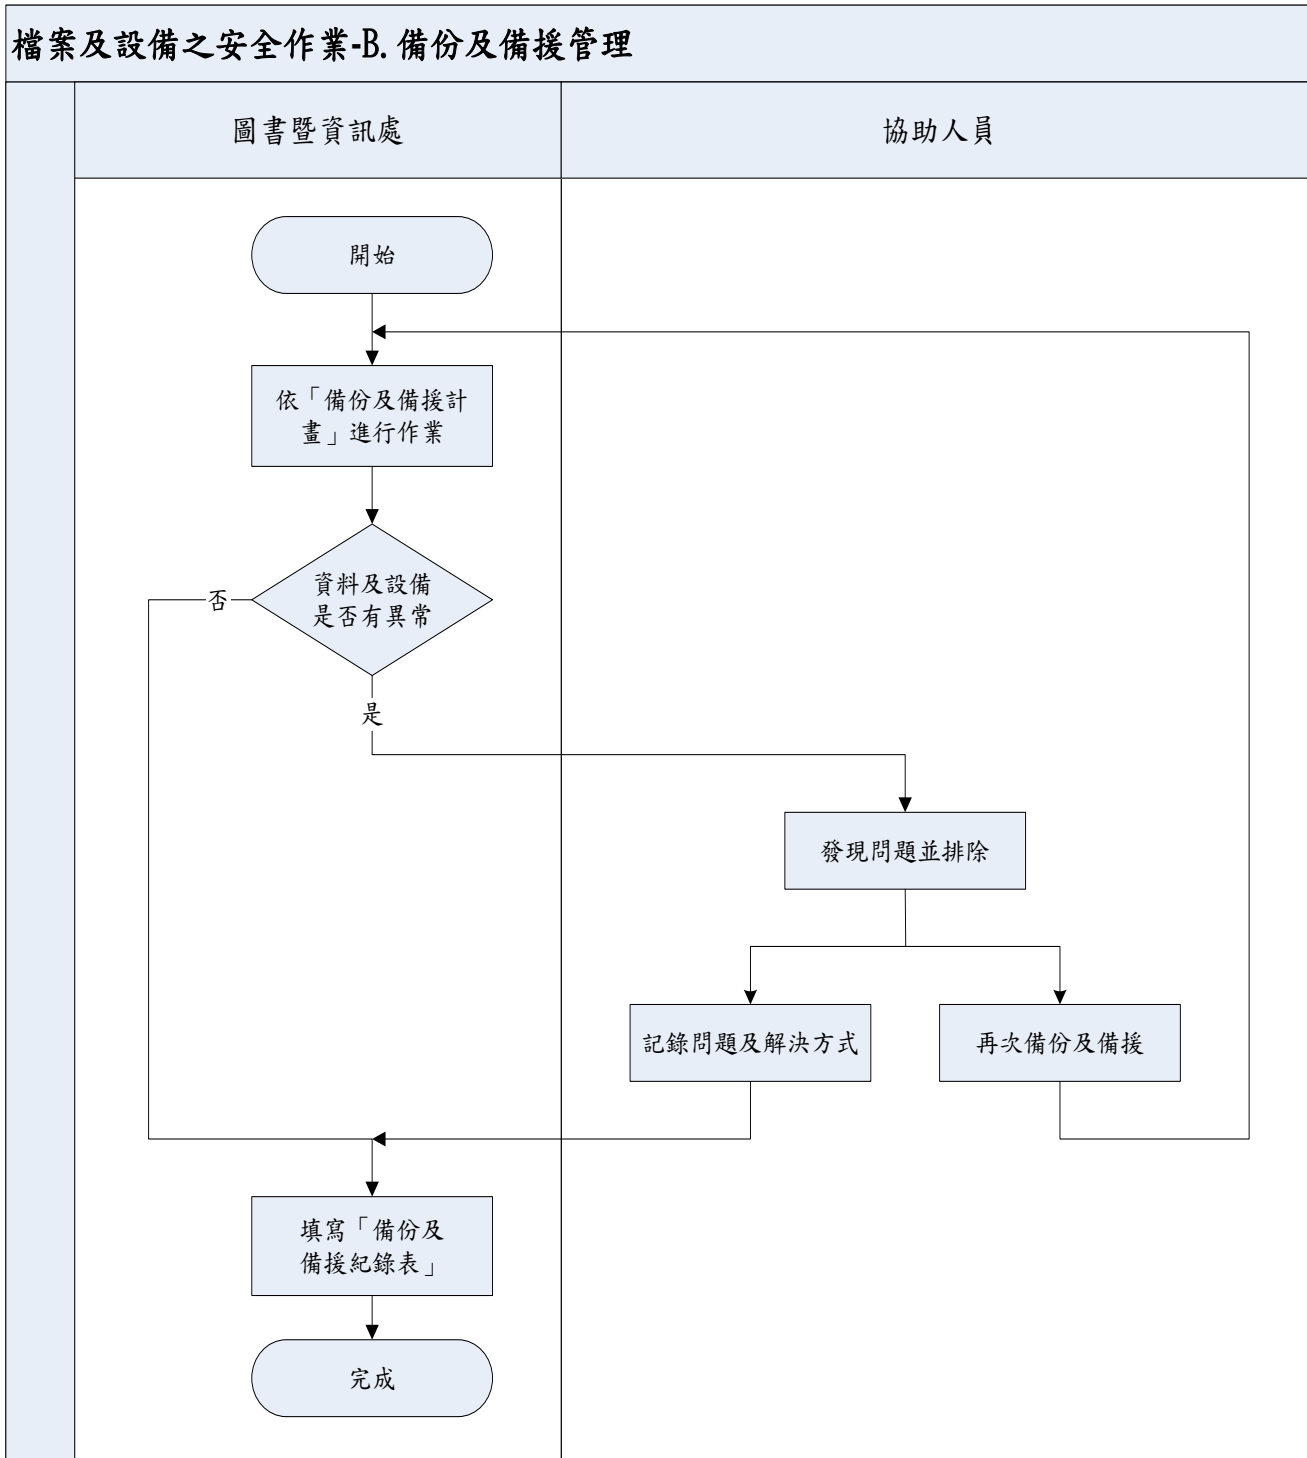 檔案及設備之安全作業-B.備份及備援管理
圖書暨資訊處
協助人員
開始
依「備份及備援計
畫」進行作業
資料及設備
是否有異常
否
是
發現問題並排除
記錄問題及解決方式
再次備份及備援
填寫「備份及
備援紀錄表」
完成